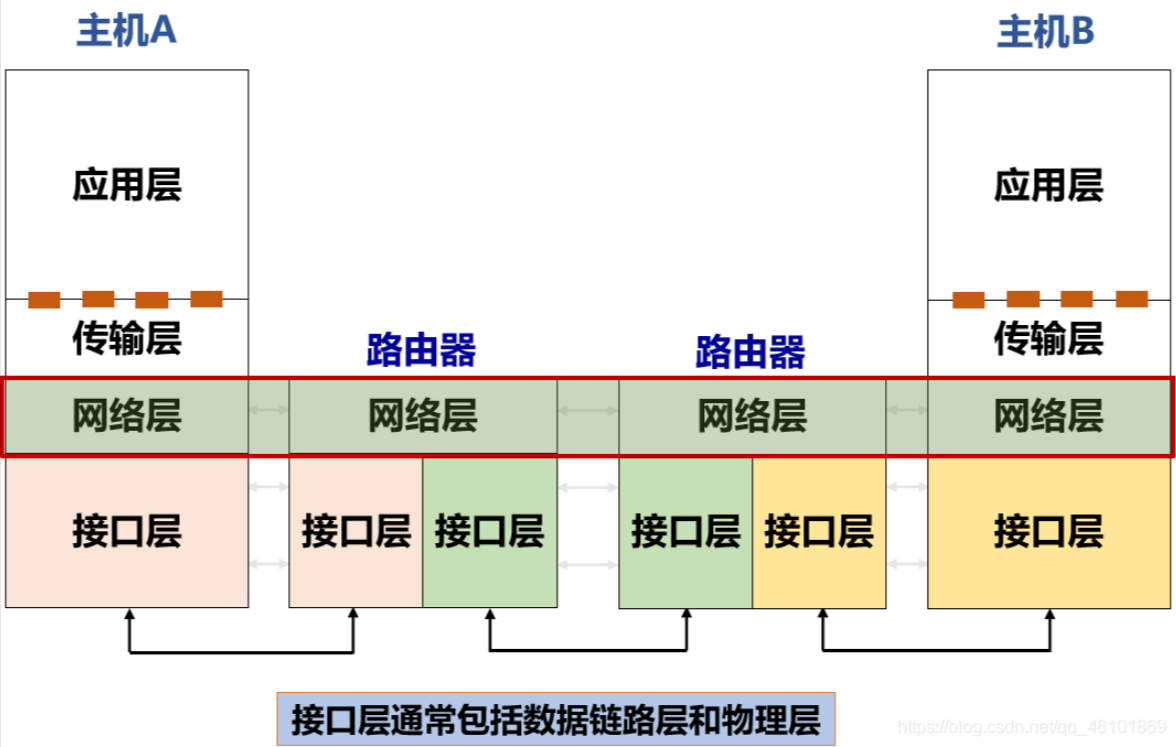 主机A
主机B
应用层
应用层
传输层
路由器
路由器
传输层
网络层
网络层
网络层
网络层
接口层
接口层
接口层
接口层
接口层
接口层
接口层通常包括数据链路层和物理层
https://blog.csdn.net/qq_46101869